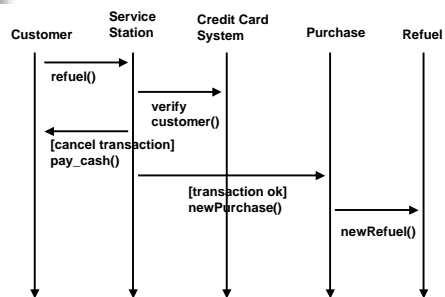 Customer
Service
Station
Credit Card
System
Purchase
Refuel
refuel()
verify
customer()
[cancel transaction]
pay_cash()
[transaction ok]
newPurchase()
newRefuel()